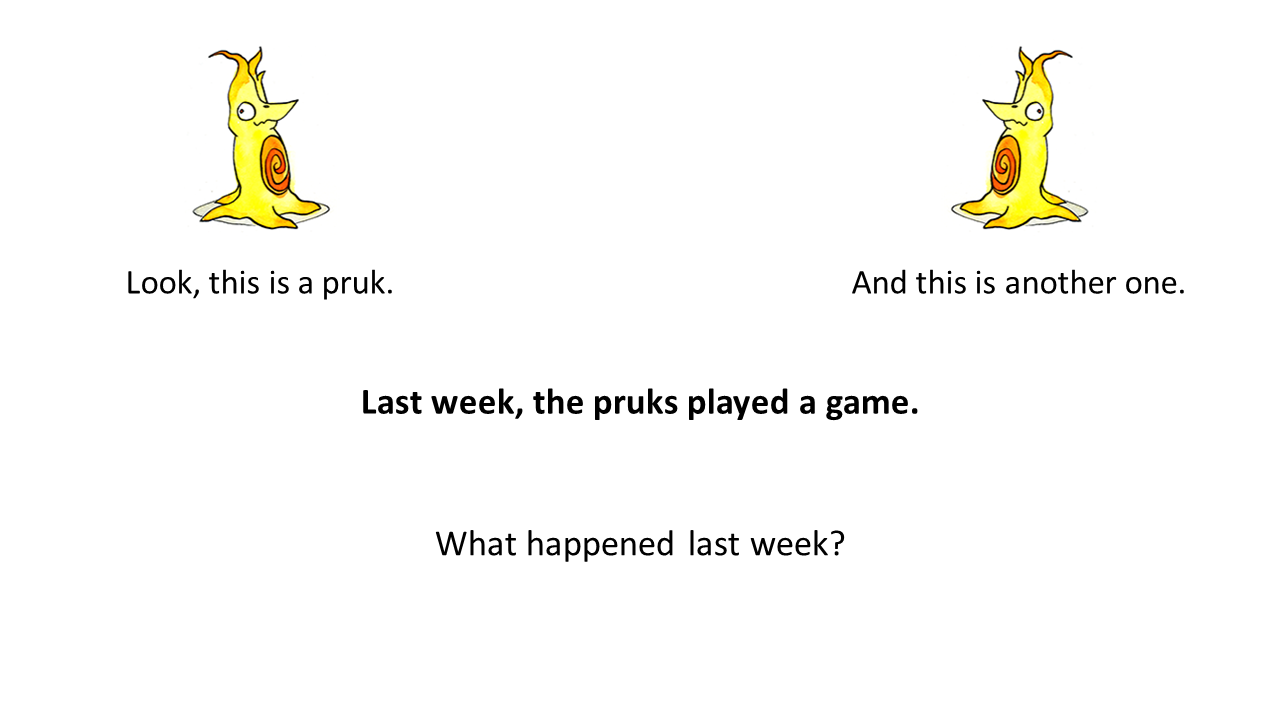 Look, this is a pruk.
And this is another one.
Last week, the pruks played a game.
What happened last week?